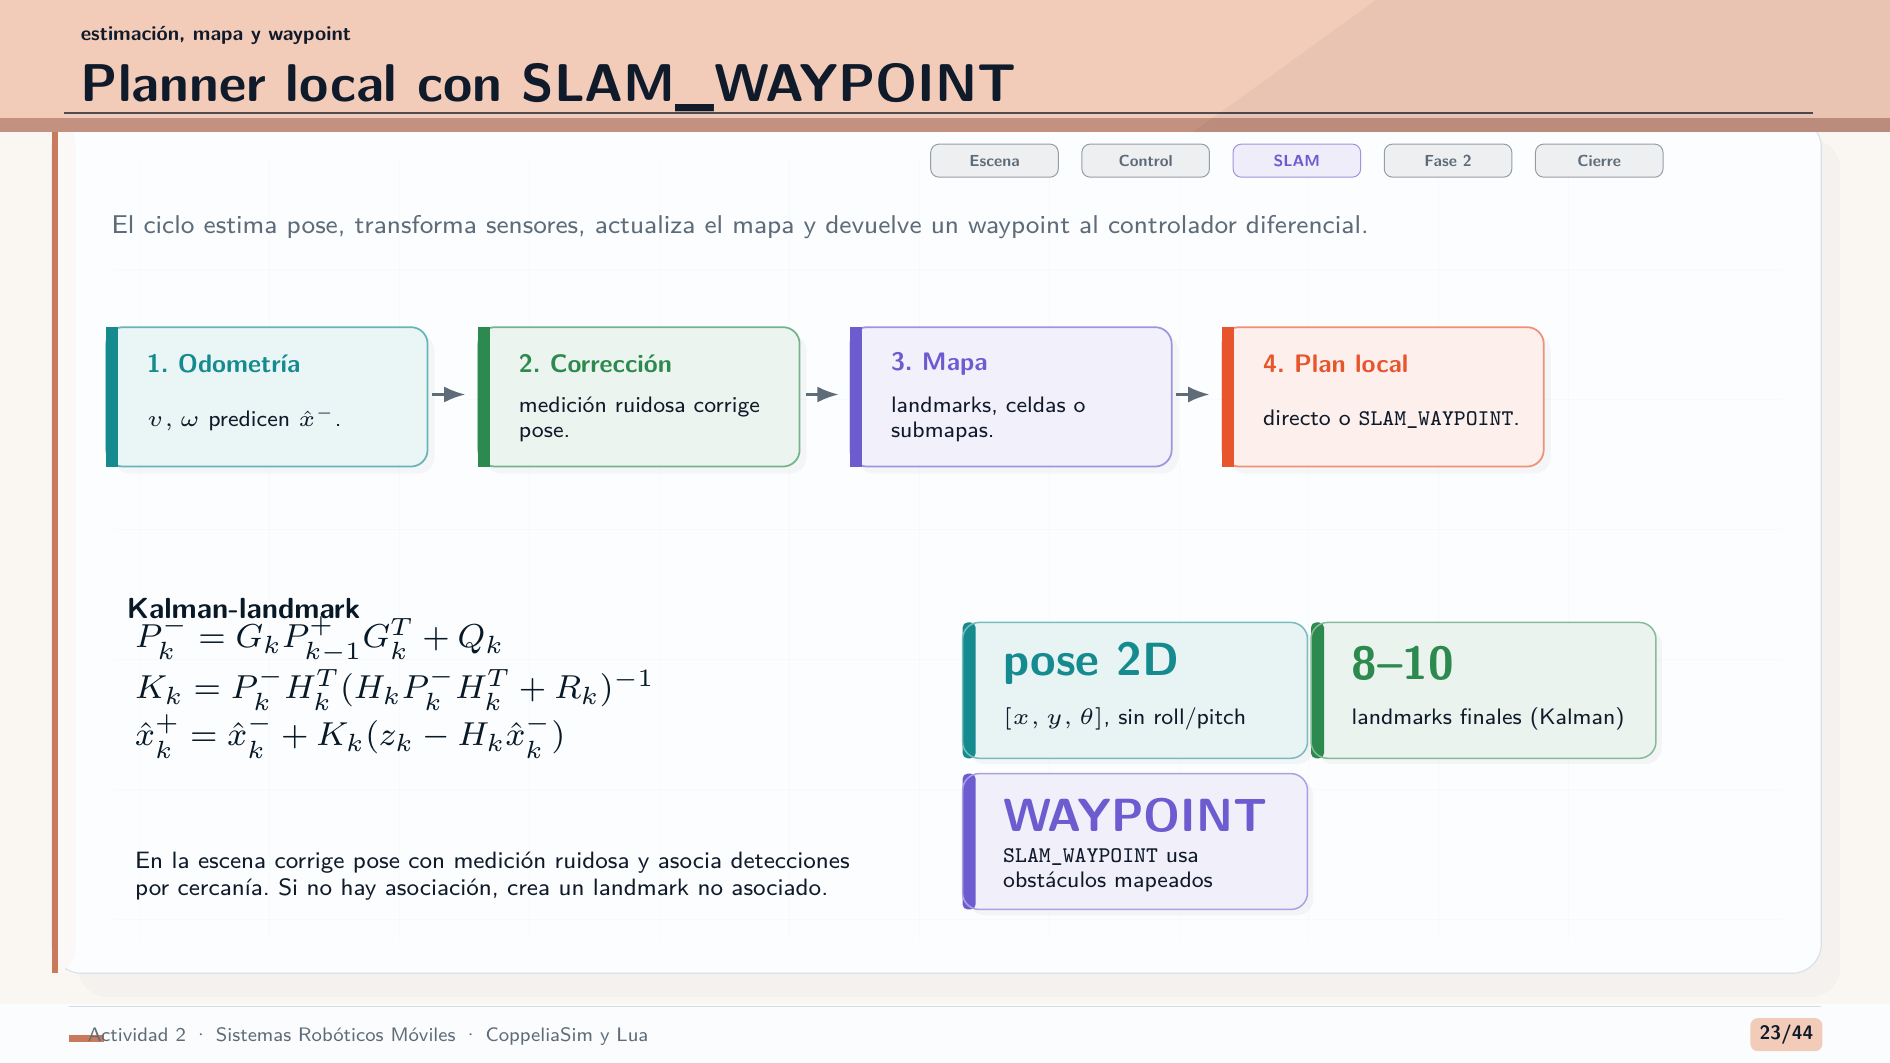 estimación, mapa y waypoint
Planner local con SLAM_WAYPOINT
Escena
Control
SLAM
Fase 2
Cierre
El ciclo estima pose, transforma sensores, actualiza el mapa y devuelve un waypoint al controlador diferencial.
1. Odometría
v, ω predicen x̂⁻.
2. Corrección
medición ruidosa corrige
pose.
3. Mapa
landmarks, celdas o
submapas.
4. Plan local
directo o SLAM_WAYPOINT.
Kalman-landmark
P_k^- = G_k P_{k-1}^+ G_k^T + Q_k
K_k = P_k^- H_k^T (H_k P_k^- H_k^T + R_k)^{-1}
x̂_k^+ = x̂_k^- + K_k(z_k − H_k x̂_k^-)
En la escena corrige pose con medición ruidosa y asocia detecciones
por cercanía. Si no hay asociación, crea un landmark no asociado.
pose 2D
[x, y, θ], sin roll/pitch
8–10
landmarks finales (Kalman)
WAYPOINT
SLAM_WAYPOINT usa
obstáculos mapeados
Actividad 2 · Sistemas Robóticos Móviles · CoppeliaSim y Lua
23/44